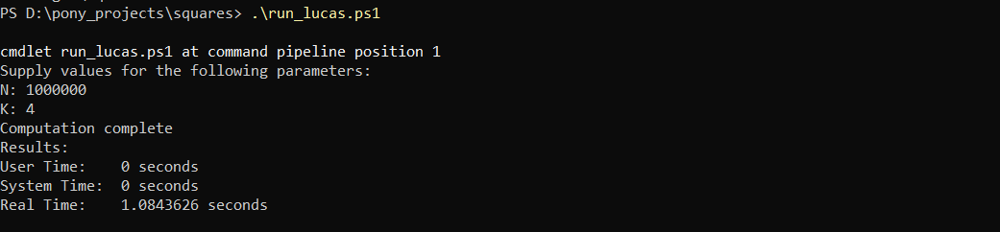 PS D:\pony_projects\squares> .\run_lucas.ps1
cmdlet run_lucas.ps1 at command pipeline position 1
Supply values for the following parameters:
N: 1000000
K: 4
Computation complete
Results:
User Time:    0 seconds
System Time:  0 seconds
Real Time:    1.0843626 seconds